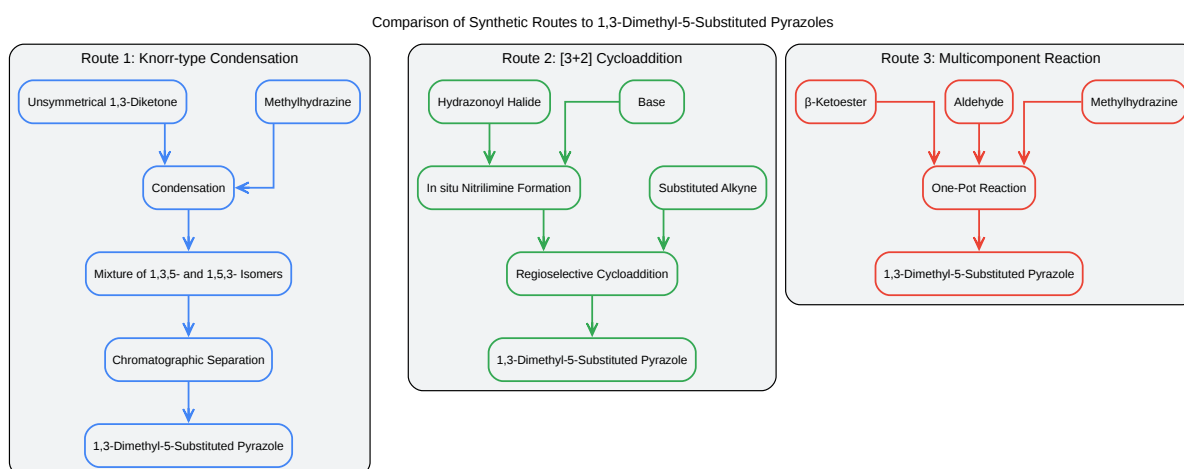 Comparison of Synthetic Routes to 1,3-Dimethyl-5-Substituted Pyrazoles
Route 1: Knorr-type Condensation
Unsymmetrical 1,3-Diketone
Methylhydrazine
Condensation
Mixture of 1,3,5- and 1,5,3- Isomers
Chromatographic Separation
1,3-Dimethyl-5-Substituted Pyrazole
Route 2: [3+2] Cycloaddition
Hydrazonoyl Halide
Base
In situ Nitrilimine Formation
Substituted Alkyne
Regioselective Cycloaddition
1,3-Dimethyl-5-Substituted Pyrazole
Route 3: Multicomponent Reaction
β-Ketoester
Aldehyde
Methylhydrazine
One-Pot Reaction
1,3-Dimethyl-5-Substituted Pyrazole